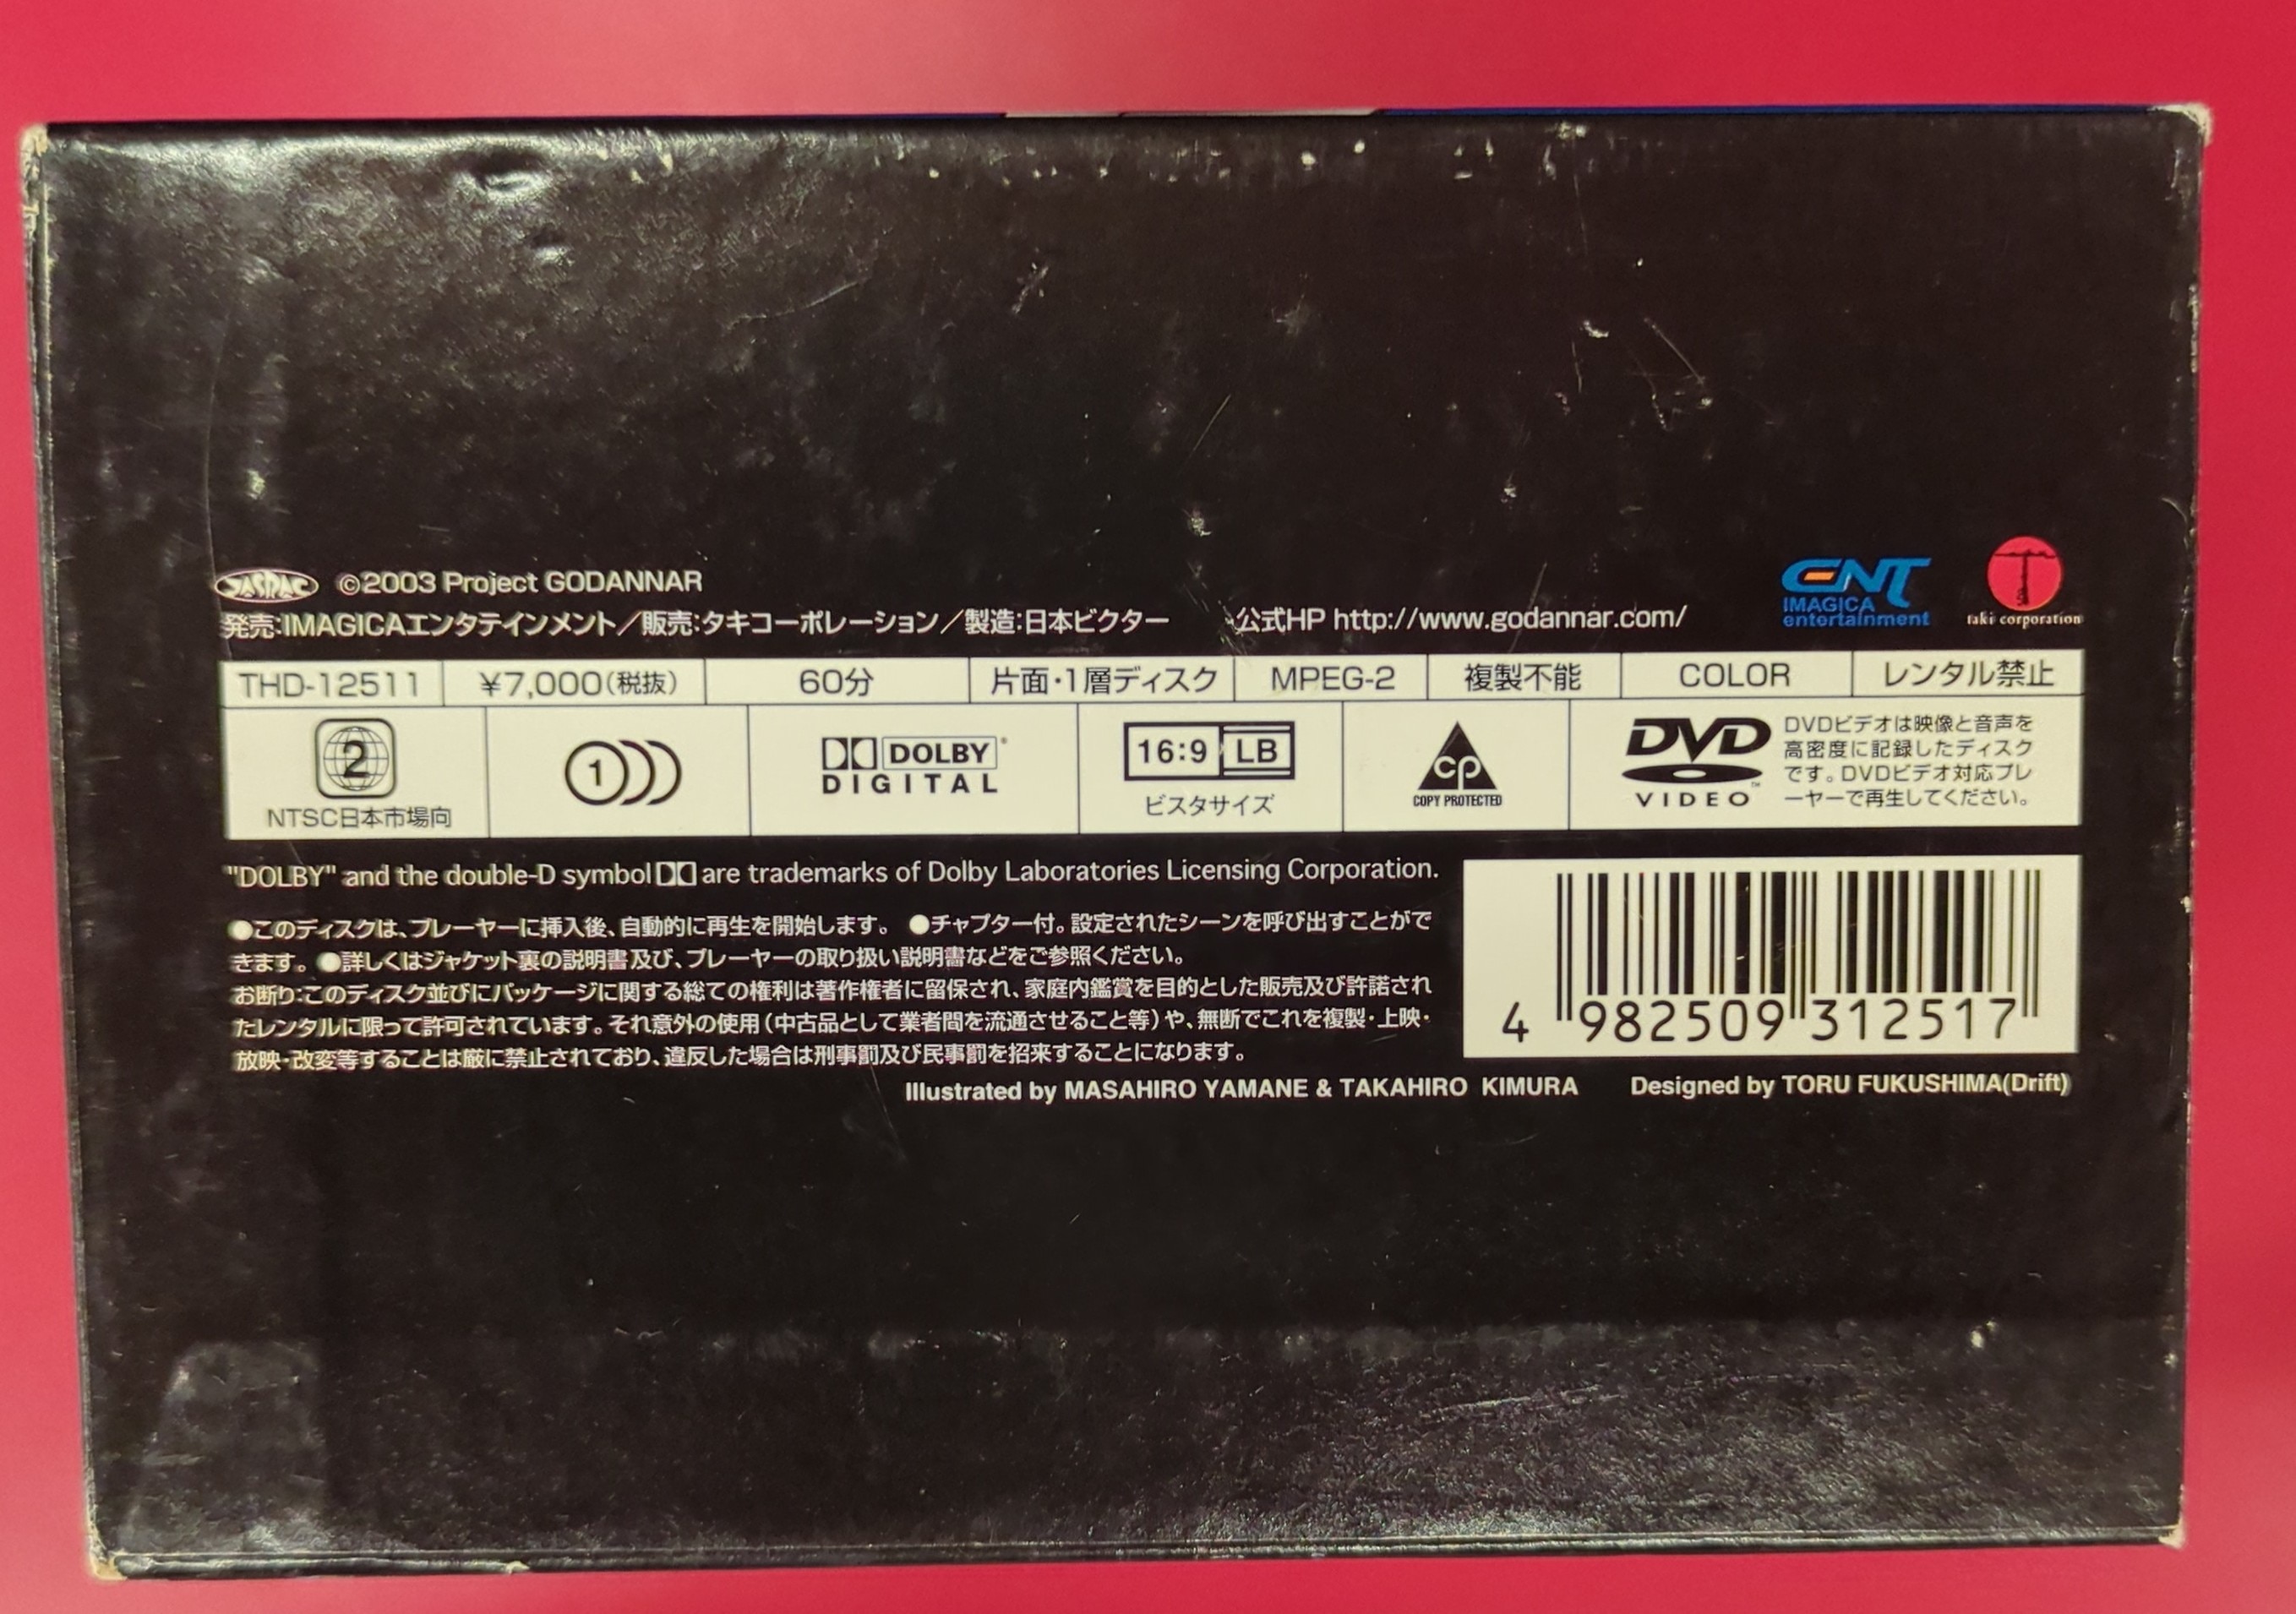 JASPAC ©2003 Project GODANNAR
発売:IMAGICAエンタテインメント／販売:タキコーポレーション／製造:日本ビクター 公式HP http://www.godannar.com/
ENT
IMAGICA
entertainment
taki corporation
THD-12511 ¥7,000(税抜) 60分 片面・1層ディスク MPEG-2 複製不能 COLOR レンタル禁止
2
NTSC日本市場向
1
DOLBY
DIGITAL
16:9 LB
ビスタサイズ
cp
COPY PROTECTED
DVD
VIDEO
DVDビデオは映像と音声を
高密度に記録したディスク
です。DVDビデオ対応プレ
ーヤーで再生してください。
"DOLBY" and the double-D symbol are trademarks of Dolby Laboratories Licensing Corporation.
●このディスクは、プレーヤーに挿入後、自動的に再生を開始します。 ●チャプター付。設定されたシーンを呼び出すことがで
きます。 ●詳しくはジャケット裏の説明書及び、プレーヤーの取り扱い説明書などをご参照ください。
お断り:このディスク並びにパッケージに関する総ての権利は著作権者に留保され、家庭内鑑賞を目的とした販売及び許諾され
たレンタルに限って許可されています。それ意外の使用(中古品として業者間を流通させること等)や、無断でこれを複製・上映・
放映・改変等することは厳に禁止されており、違反した場合は刑事罰及び民事罰を招来することになります。
4 982509 312517
Illustrated by MASAHIRO YAMANE & TAKAHIRO KIMURA Designed by TORU FUKUSHIMA(Drift)